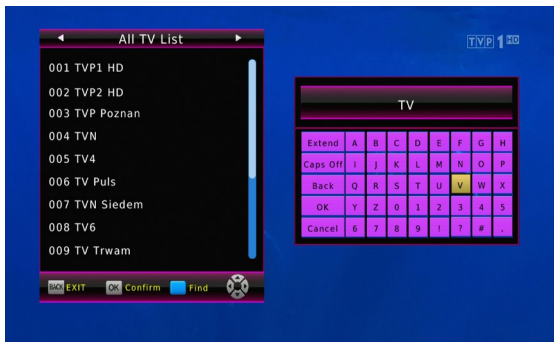 All TV List
001 TVP1 HD
002 TVP2 HD
003 TVP Poznan
004 TVN
005 TV4
006 TV Puls
007 TVN Siedem
008 TV6
009 TV Trwam
BACK EXIT OK Confirm Find
TVP 1 HD
TV
Extend A B C D E F G H
Caps Off I J K L M N O P
Back Q R S T U V W X
OK Y Z 0 1 2 3 4 5
Cancel 6 7 8 9 ! ? # .